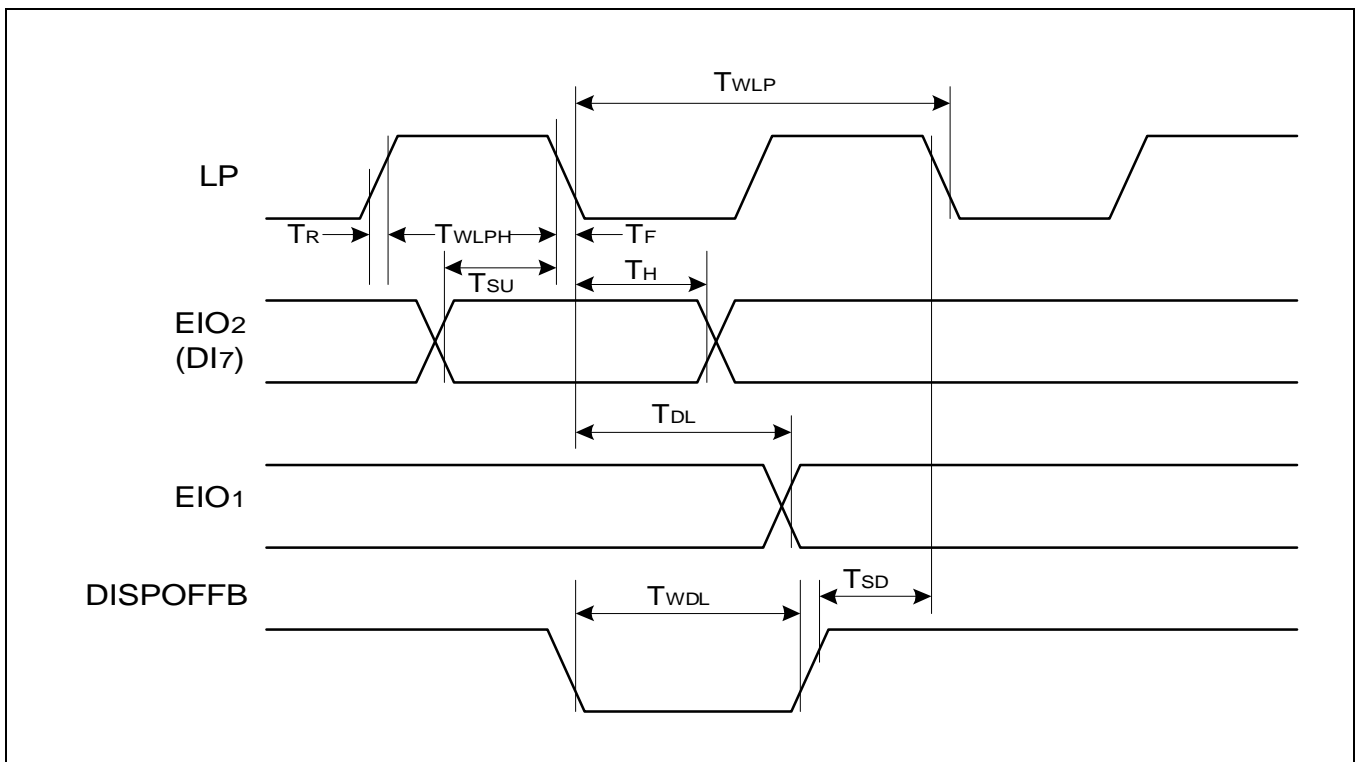 TWLP
LP
TR
TWLPH
TF
TSU
TH
EIO2
(DI7)
TDL
EIO1
DISPOFFB
TWDL
TSD